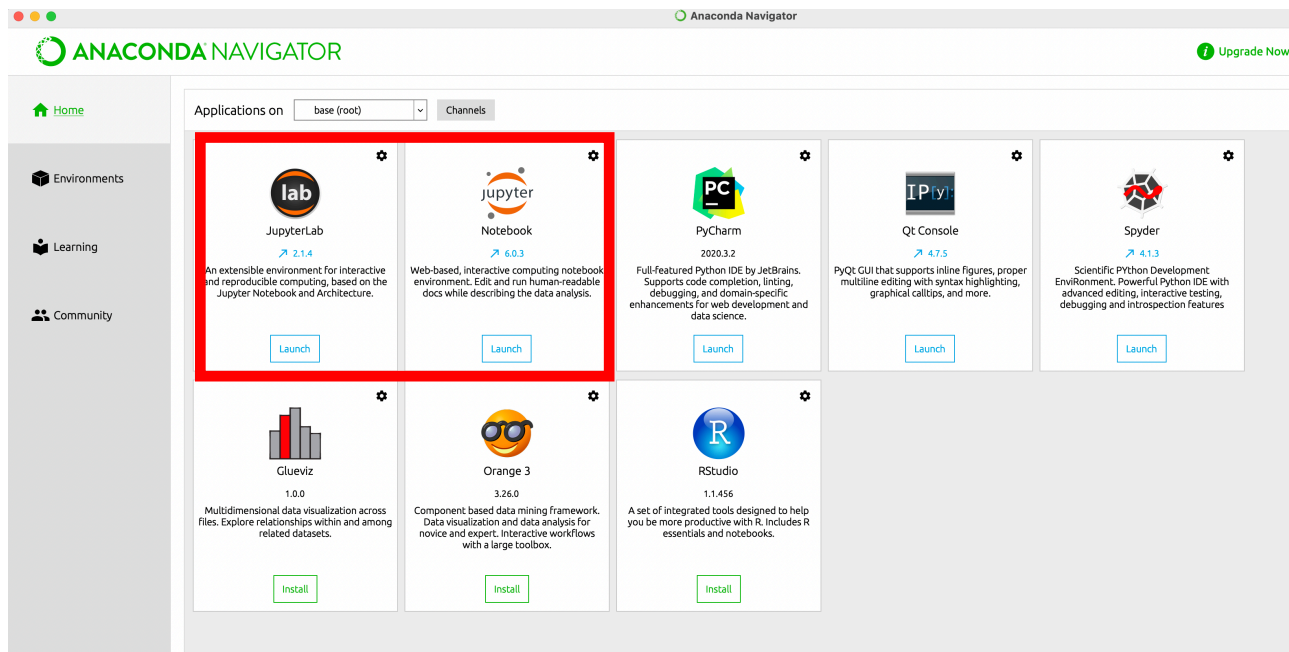 Anaconda Navigator
ANACONDA NAVIGATOR
i Upgrade Now
Home
Environments
Learning
Community
Applications on base (root) Channels
lab
JupyterLab
2.1.4
An extensible environment for interactive
and reproducible computing, based on the
Jupyter Notebook and Architecture.
Launch
jupyter
Notebook
6.0.3
Web-based, interactive computing notebook
environment. Edit and run human-readable
docs while describing the data analysis.
Launch
PC
PyCharm
2020.3.2
Full-featured Python IDE by JetBrains.
Supports code completion, linting,
debugging, and domain-specific
enhancements for web development and
data science.
Launch
IP[y]:
Qt Console
4.7.5
PyQt GUI that supports inline figures, proper
multiline editing with syntax highlighting,
graphical calltips, and more.
Launch
Spyder
4.1.3
Scientific PYthon Development
EnviRonment. Powerful Python IDE with
advanced editing, interactive testing,
debugging and introspection features
Launch
Glueviz
1.0.0
Multidimensional data visualization across
files. Explore relationships within and among
related datasets.
Install
Orange 3
3.26.0
Component based data mining framework.
Data visualization and data analysis for
novice and expert. Interactive workflows
with a large toolbox.
Install
R
RStudio
1.1.456
A set of integrated tools designed to help
you be more productive with R. Includes R
essentials and notebooks.
Install